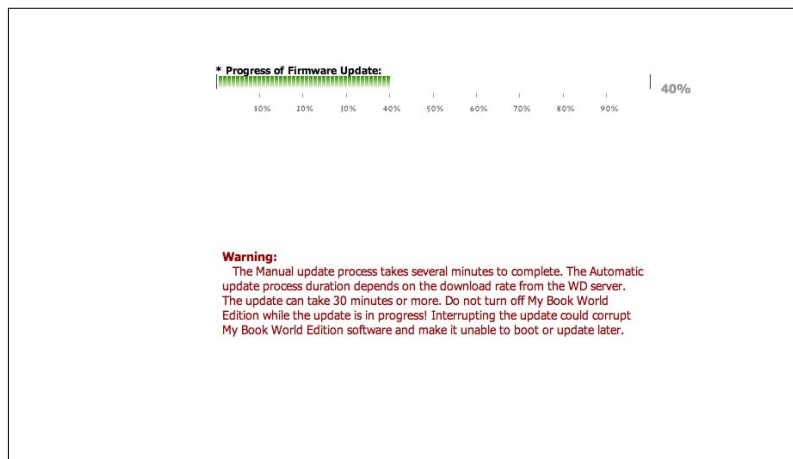 * Progress of Firmware Update:
40%
10% 20% 30% 40% 50% 60% 70% 80% 90%
Warning:
The Manual update process takes several minutes to complete. The Automatic
update process duration depends on the download rate from the WD server.
The update can take 30 minutes or more. Do not turn off My Book World
Edition while the update is in progress! Interrupting the update could corrupt
My Book World Edition software and make it unable to boot or update later.